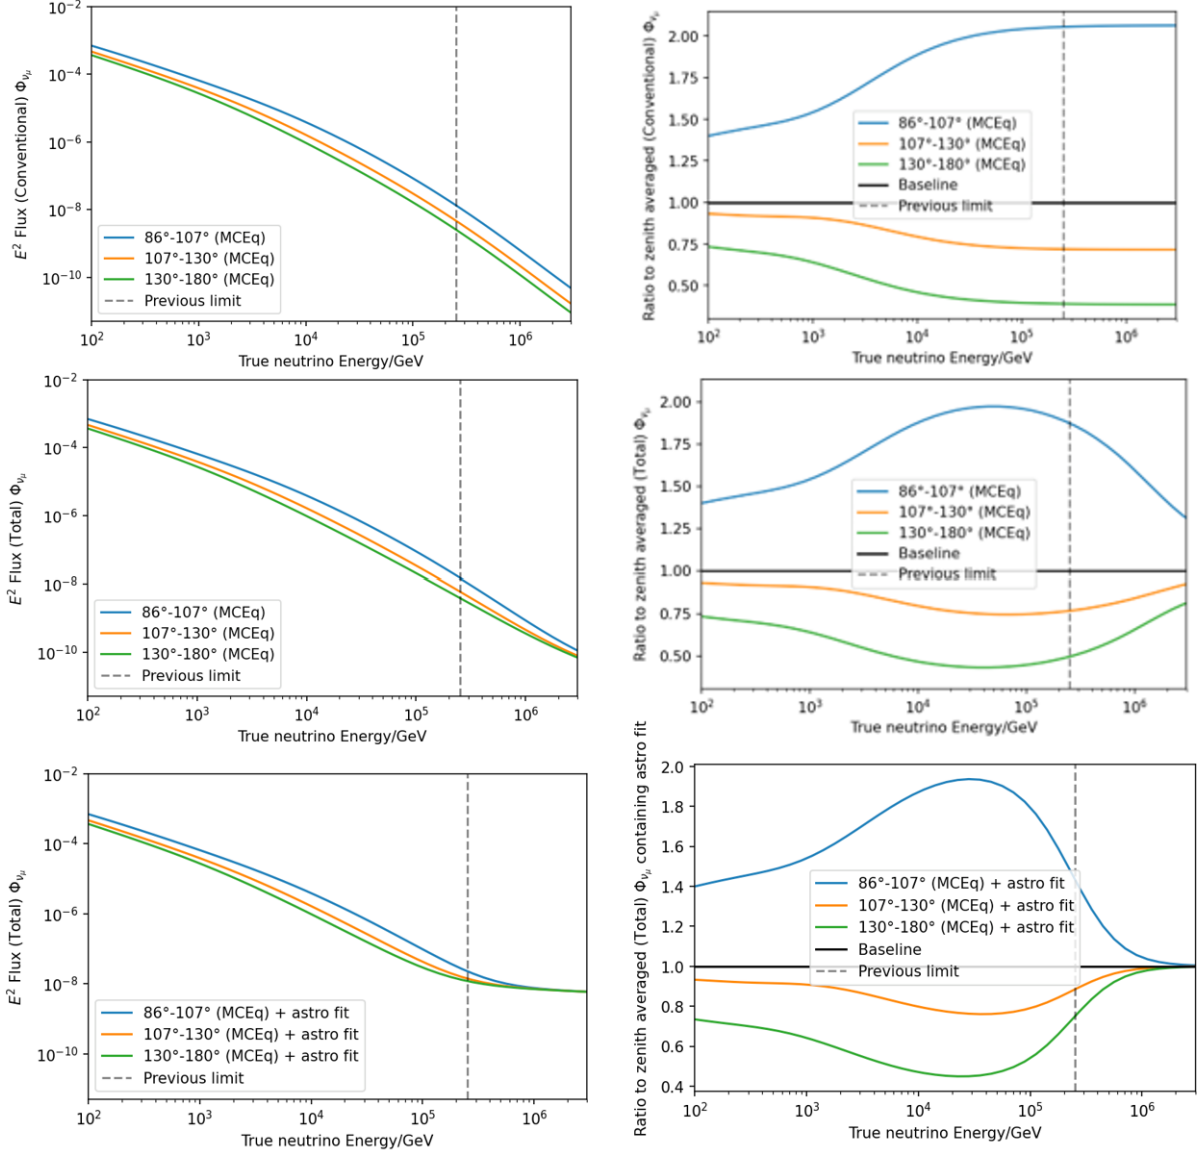 10⁻²
10⁻⁴
10⁻⁶
10⁻⁸
10⁻¹⁰
E² Flux (Conventional) Φνμ
86°-107° (MCEq)
107°-130° (MCEq)
130°-180° (MCEq)
Previous limit
10² 10³ 10⁴ 10⁵ 10⁶
True neutrino Energy/GeV
2.00
1.75
1.50
1.25
1.00
0.75
0.50
Ratio to zenith averaged (Conventional) Φνμ
86°-107° (MCEq)
107°-130° (MCEq)
130°-180° (MCEq)
Baseline
Previous limit
10² 10³ 10⁴ 10⁵ 10⁶
True neutrino Energy/GeV
10⁻²
10⁻⁴
10⁻⁶
10⁻⁸
10⁻¹⁰
E² Flux (Total) Φνμ
86°-107° (MCEq)
107°-130° (MCEq)
130°-180° (MCEq)
Previous limit
10² 10³ 10⁴ 10⁵ 10⁶
True neutrino Energy/GeV
2.00
1.75
1.50
1.25
1.00
0.75
0.50
Ratio to zenith averaged (Total) Φνμ
86°-107° (MCEq)
107°-130° (MCEq)
130°-180° (MCEq)
Baseline
Previous limit
10² 10³ 10⁴ 10⁵ 10⁶
True neutrino Energy/GeV
10⁻²
10⁻⁴
10⁻⁶
10⁻⁸
10⁻¹⁰
E² Flux (Total) Φνμ
86°-107° (MCEq) + astro fit
107°-130° (MCEq) + astro fit
130°-180° (MCEq) + astro fit
Previous limit
10² 10³ 10⁴ 10⁵ 10⁶
True neutrino Energy/GeV
2.0
1.8
1.6
1.4
1.2
1.0
0.8
0.6
0.4
Ratio to zenith averaged (Total) Φνμ containing astro fit
86°-107° (MCEq) + astro fit
107°-130° (MCEq) + astro fit
130°-180° (MCEq) + astro fit
Baseline
Previous limit
10² 10³ 10⁴ 10⁵ 10⁶
True neutrino Energy/GeV